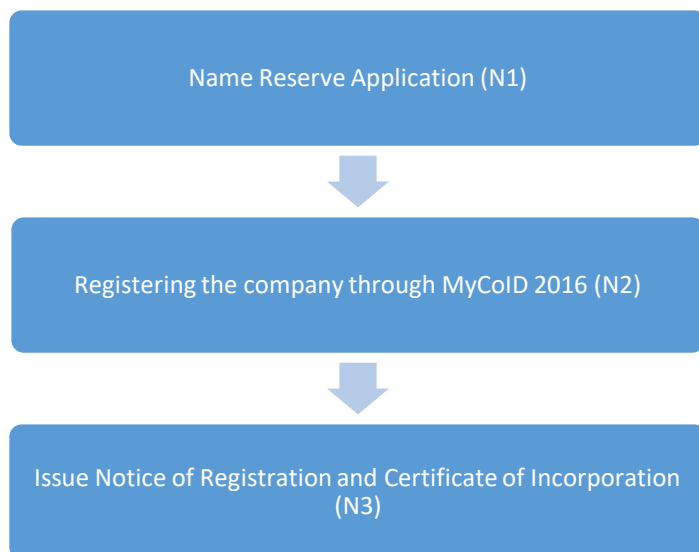 Name Reserve Application (N1)
Registering the company through MyCoID 2016 (N2)
Issue Notice of Registration and Certificate of Incorporation
(N3)